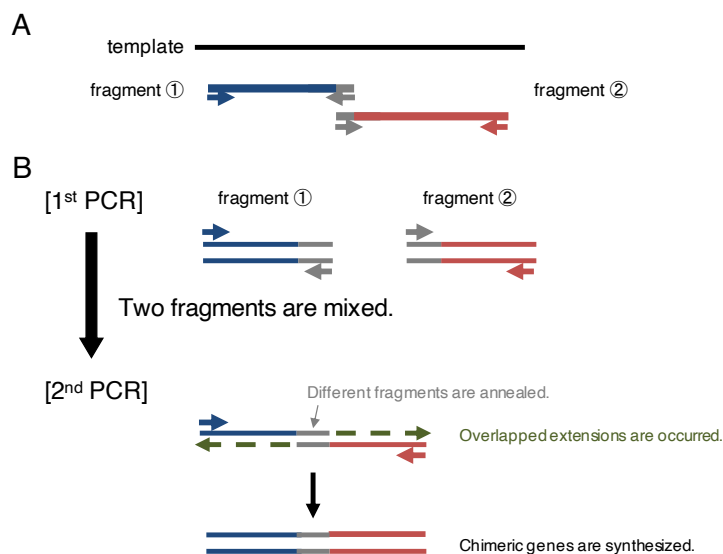 A
template
fragment ①
fragment ②
B
[1st PCR]
fragment ①
fragment ②
Two fragments are mixed.
[2nd PCR]
Different fragments are annealed.
Overlapped extensions are occurred.
Chimeric genes are synthesized.